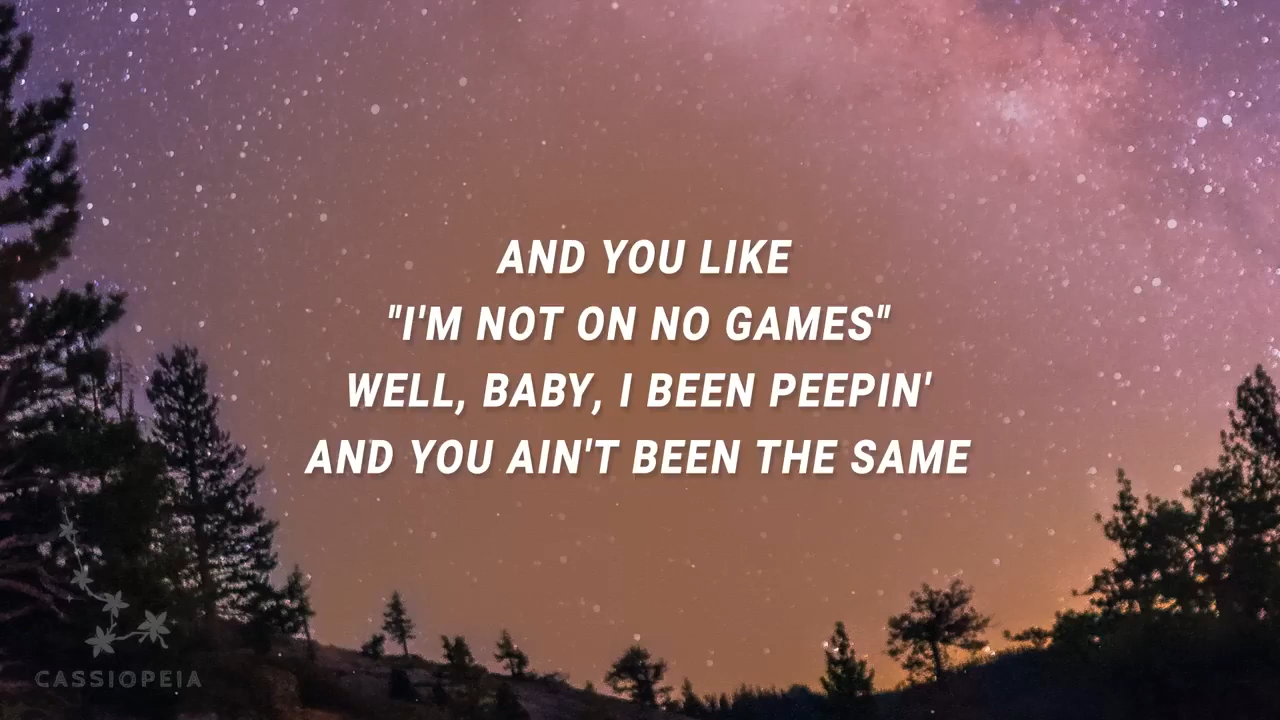 AND YOU LIKE
"I'M NOT ON NO GAMES"
WELL, BABY, I BEEN PEEPIN'
AND YOU AIN'T BEEN THE SAME
CASSIOPEIA